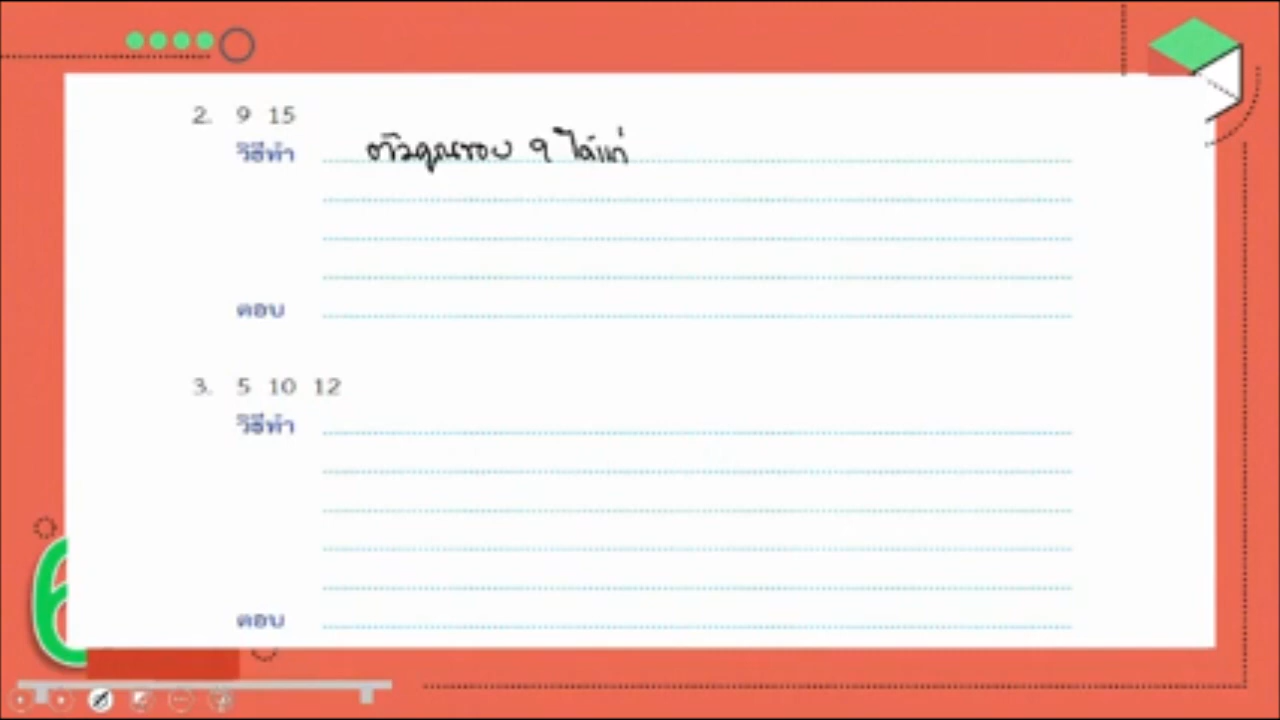 2. 9 15
วิธีทำ ตัวคูณของ 9 ได้แก่
ตอบ
3. 5 10 12
วิธีทำ
ตอบ
6